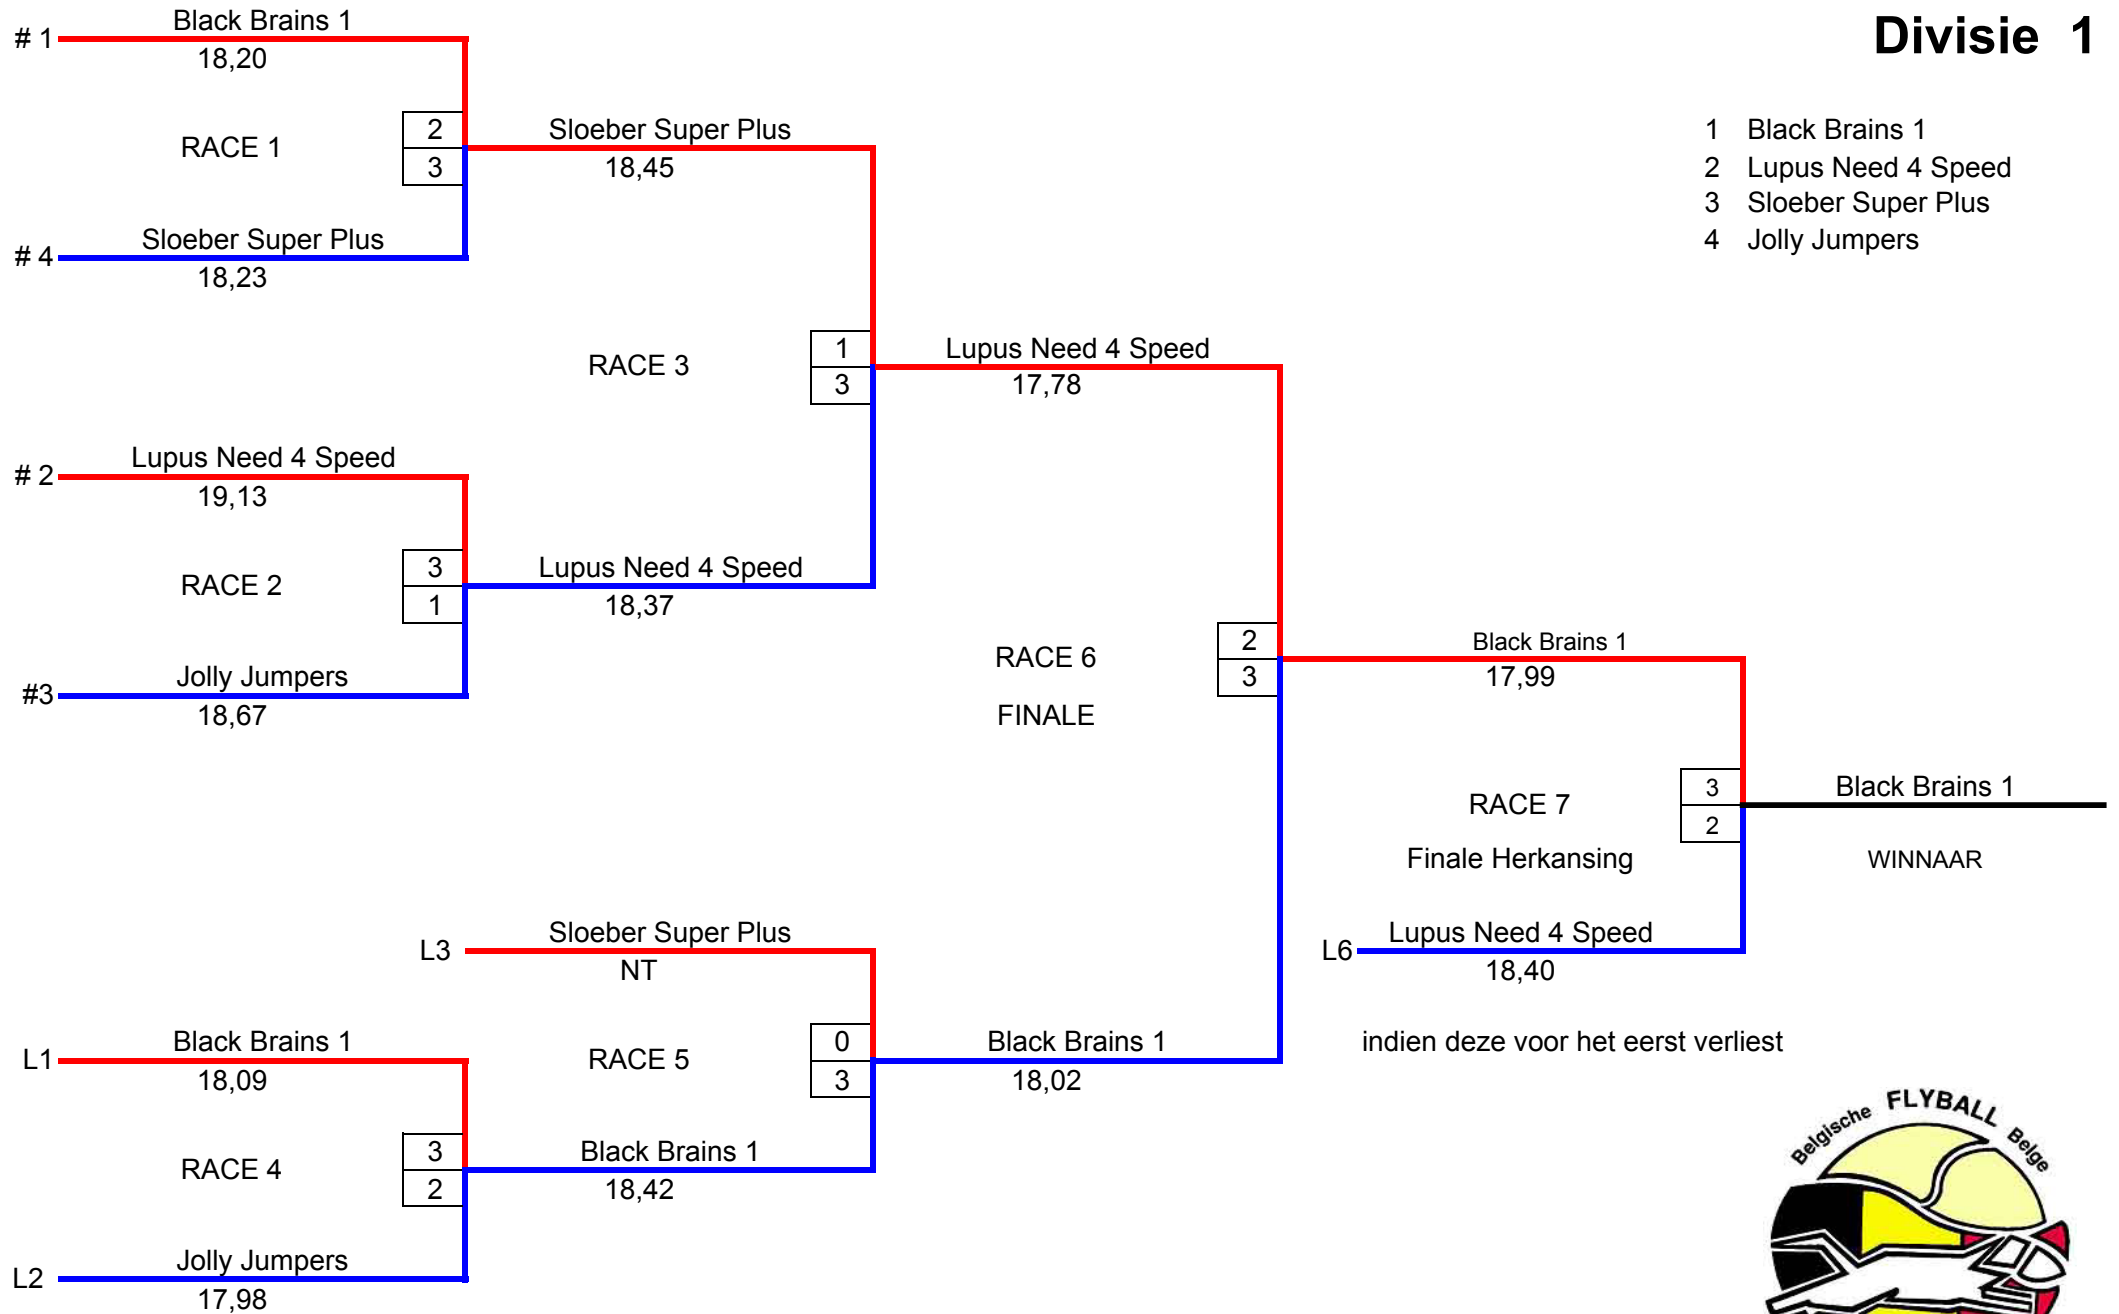 Divisie 1
1 Black Brains 1
2 Lupus Need 4 Speed
3 Sloeber Super Plus
4 Jolly Jumpers
# 1
Black Brains 1
18,20
RACE 1
2
3
# 4
Sloeber Super Plus
18,23
Sloeber Super Plus
18,45
RACE 3
1
3
# 2
Lupus Need 4 Speed
19,13
RACE 2
3
1
#3
Jolly Jumpers
18,67
Lupus Need 4 Speed
18,37
Lupus Need 4 Speed
17,78
RACE 6
FINALE
2
3
Black Brains 1
17,99
RACE 7
Finale Herkansing
3
2
Black Brains 1
WINNAAR
L6
Lupus Need 4 Speed
18,40
indien deze voor het eerst verliest
L3
Sloeber Super Plus
NT
RACE 5
0
3
Black Brains 1
18,02
L1
Black Brains 1
18,09
RACE 4
3
2
Black Brains 1
18,42
L2
Jolly Jumpers
17,98
Belgische FLYBALL Belge